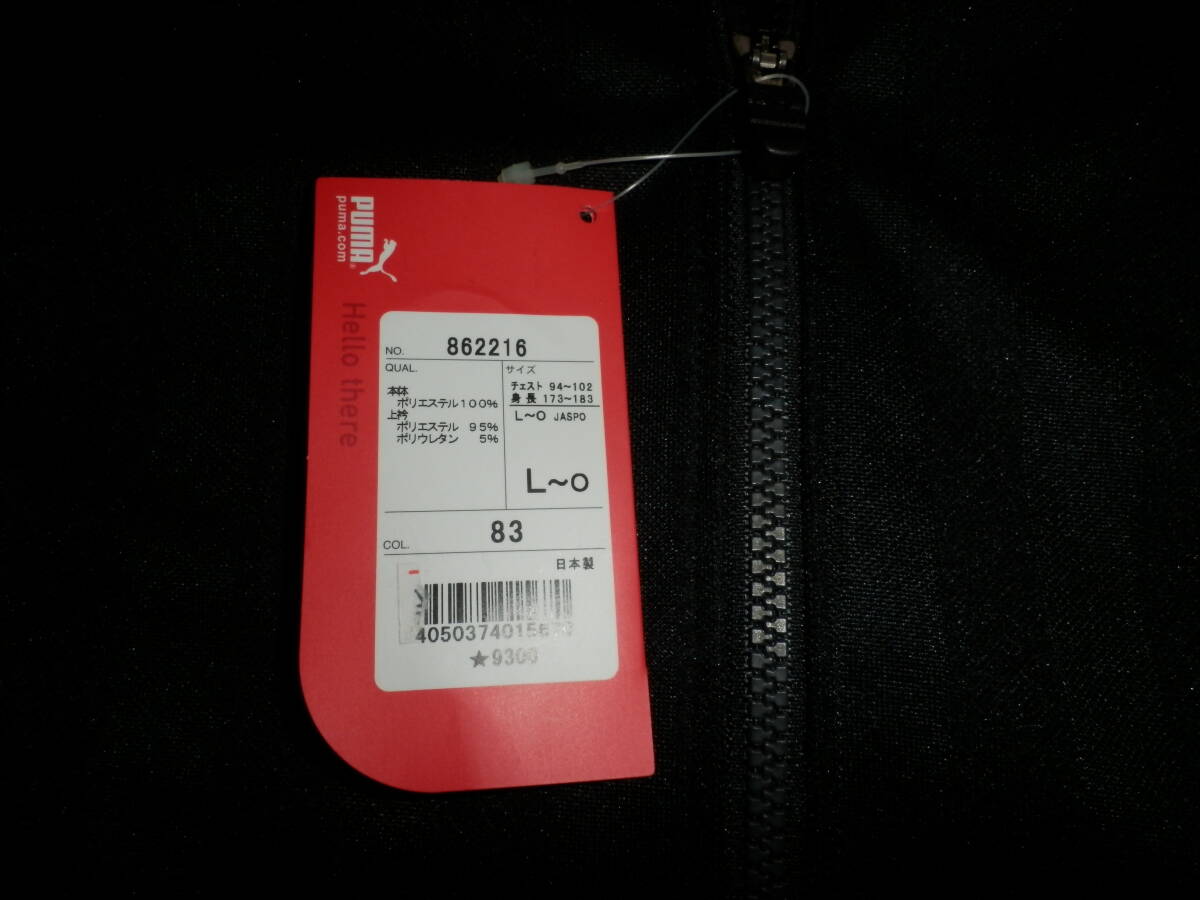 PUMA®
puma.com
Hello there
NO. 862216
QUAL.
本体
ポリエステル100%
上衿
ポリエステル 95%
ポリウレタン 5%
サイズ
チェスト 94~102
身長 173~183
L~O JASPO
L~O
COL. 83
日本製
★9300